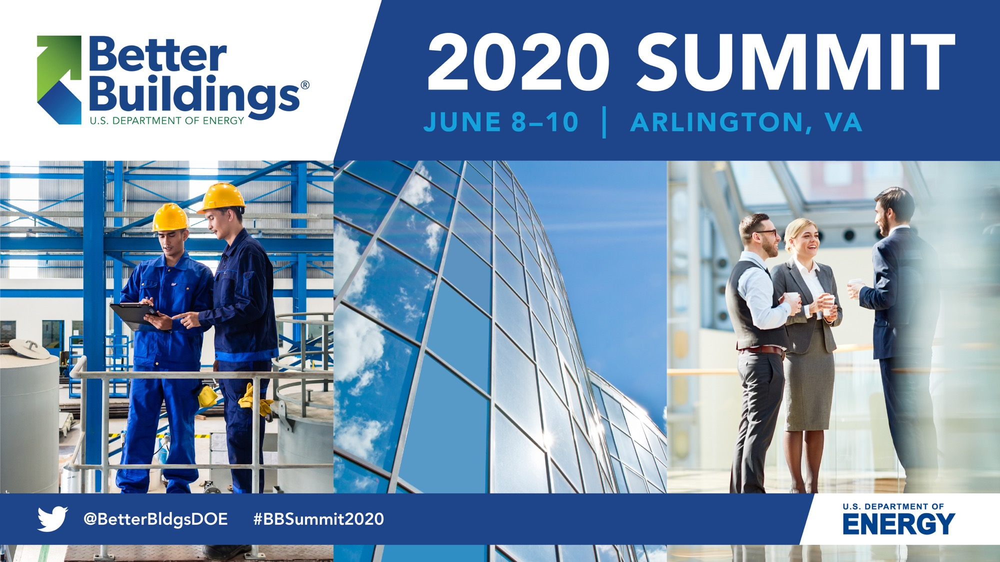 Better
Buildings®
U.S. DEPARTMENT OF ENERGY
2020 SUMMIT
JUNE 8–10 | ARLINGTON, VA
@BetterBldgsDOE #BBSummit2020
U.S. DEPARTMENT OF
ENERGY